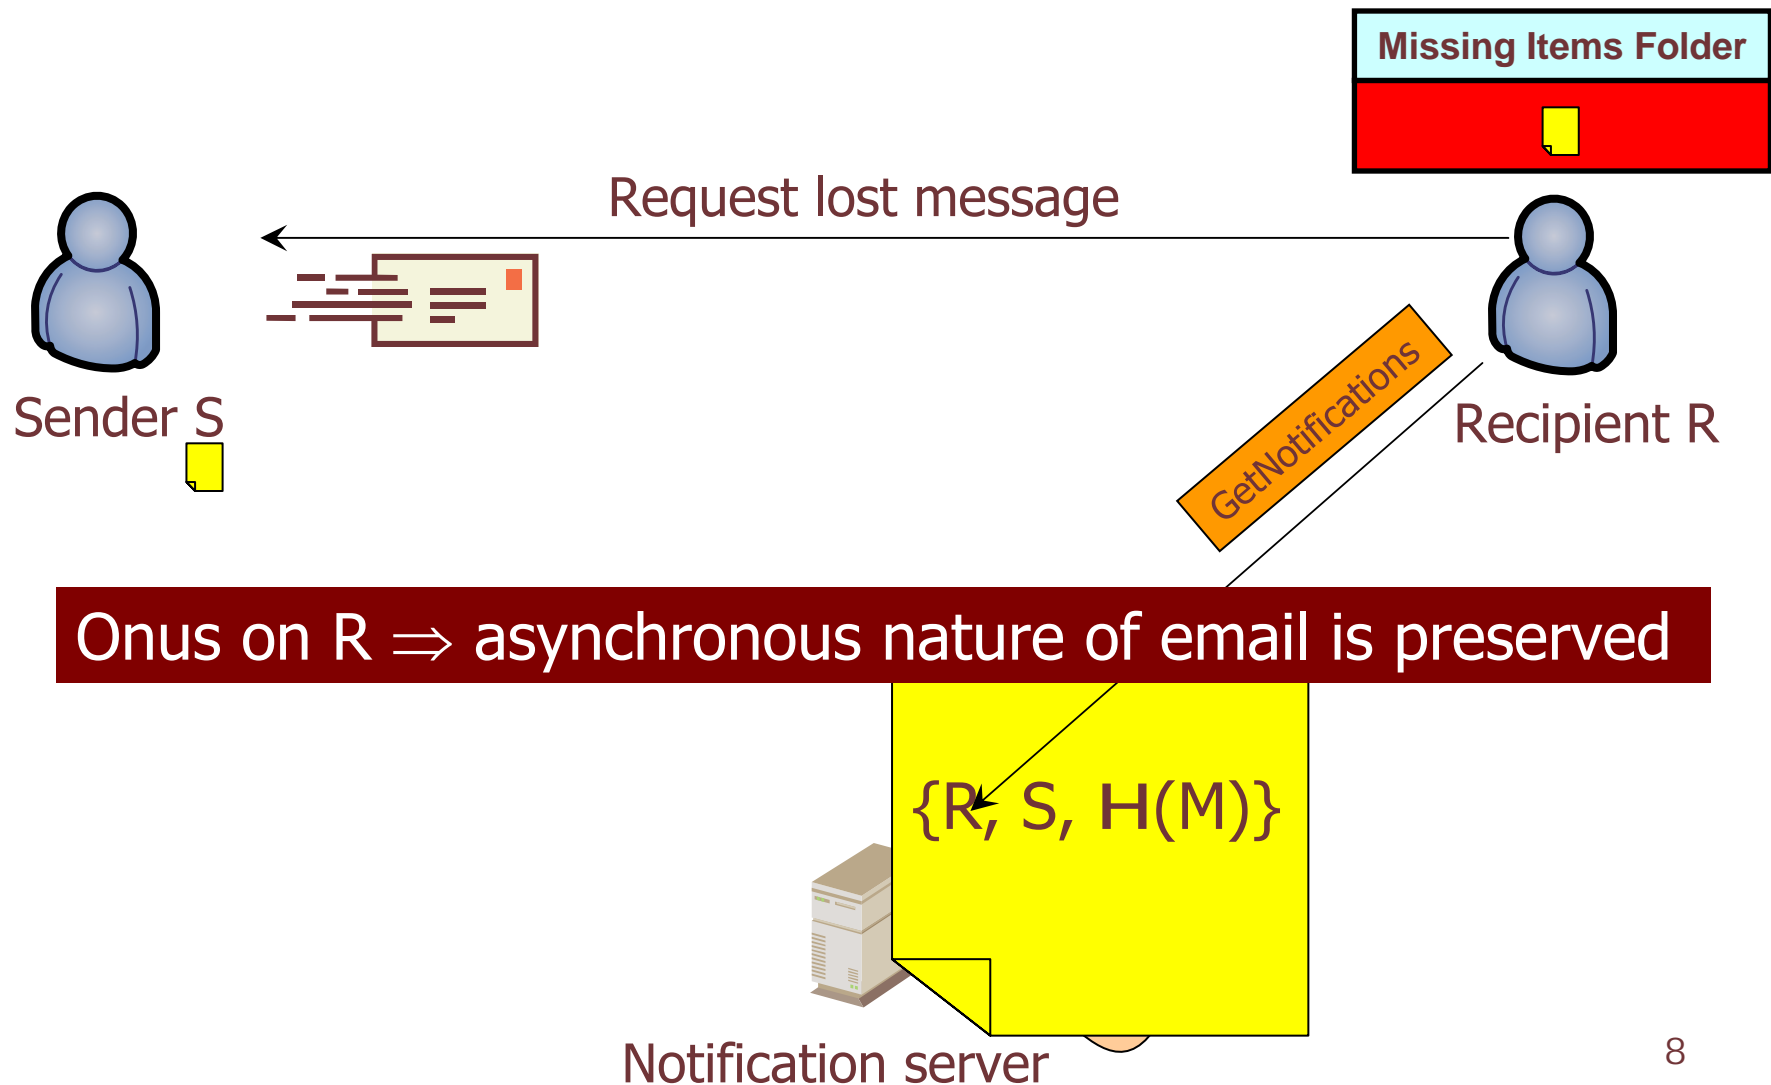 Missing Items Folder
Request lost message
Sender S
Recipient R
GetNotifications
Onus on R ⇒ asynchronous nature of email is preserved
{R, S, H(M)}
Notification server
8